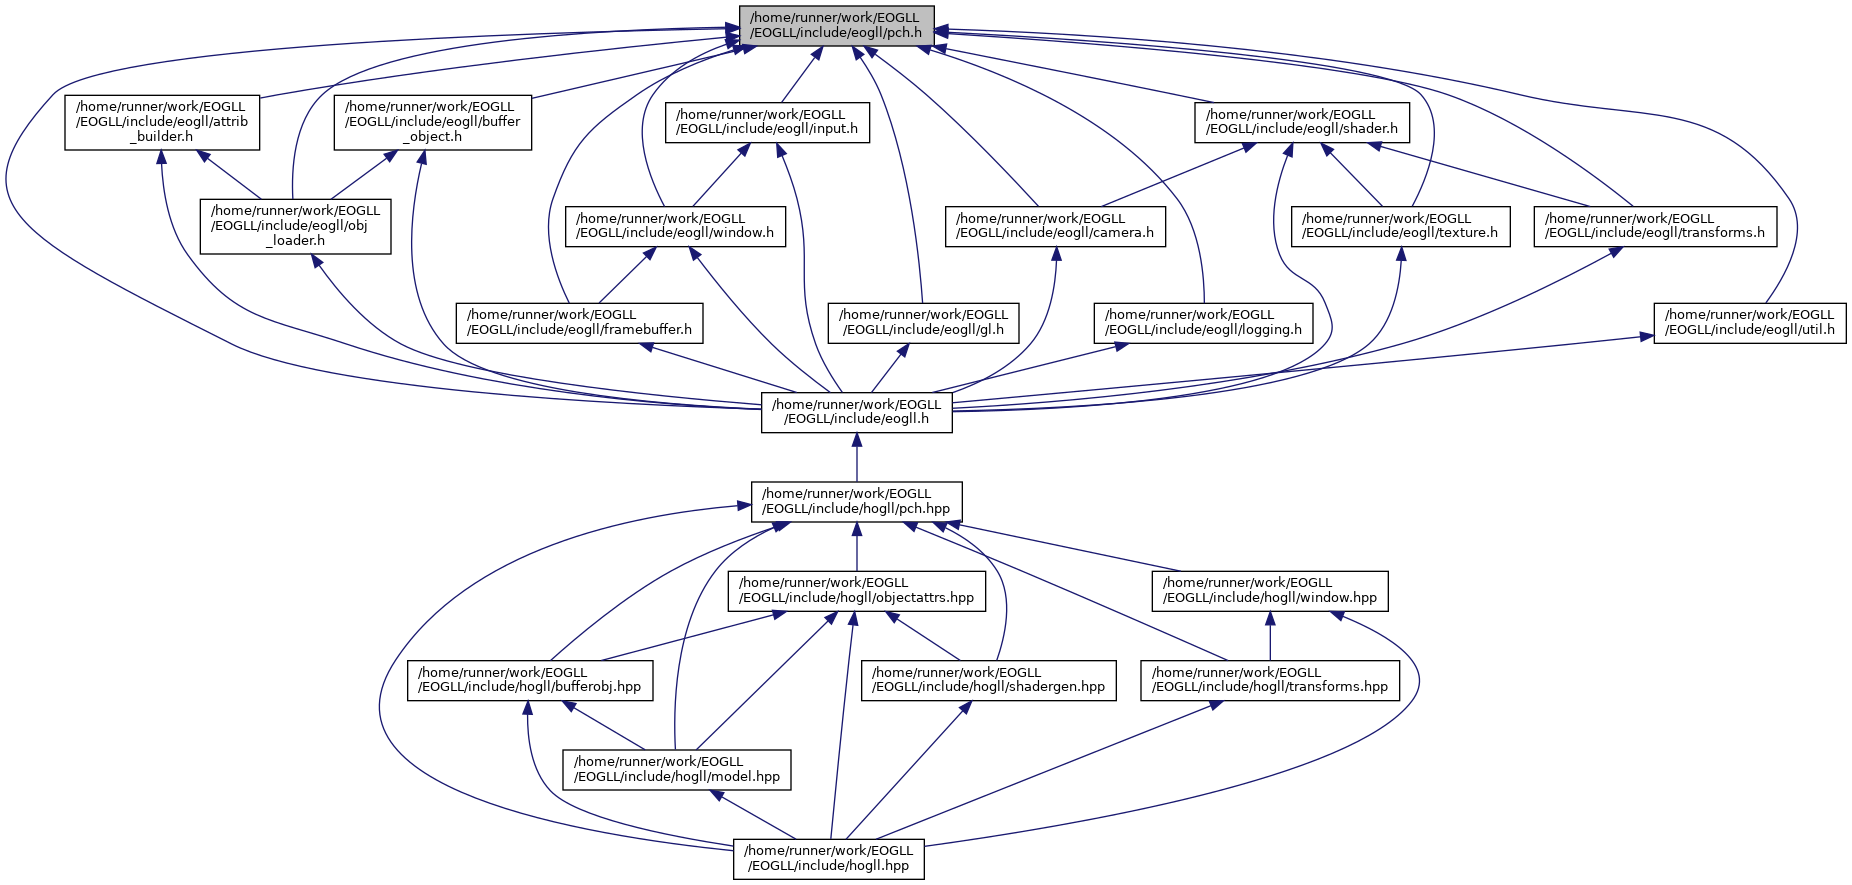 /home/runner/work/EOGLL
/EOGLL/include/eogll/pch.h
/home/runner/work/EOGLL
/EOGLL/include/eogll/attrib
_builder.h
/home/runner/work/EOGLL
/EOGLL/include/eogll/buffer
_object.h
/home/runner/work/EOGLL
/EOGLL/include/eogll/input.h
/home/runner/work/EOGLL
/EOGLL/include/eogll/shader.h
/home/runner/work/EOGLL
/EOGLL/include/eogll/obj
_loader.h
/home/runner/work/EOGLL
/EOGLL/include/eogll/window.h
/home/runner/work/EOGLL
/EOGLL/include/eogll/camera.h
/home/runner/work/EOGLL
/EOGLL/include/eogll/texture.h
/home/runner/work/EOGLL
/EOGLL/include/eogll/transforms.h
/home/runner/work/EOGLL
/EOGLL/include/eogll/framebuffer.h
/home/runner/work/EOGLL
/EOGLL/include/eogll/gl.h
/home/runner/work/EOGLL
/EOGLL/include/eogll/logging.h
/home/runner/work/EOGLL
/EOGLL/include/eogll/util.h
/home/runner/work/EOGLL
/EOGLL/include/eogll.h
/home/runner/work/EOGLL
/EOGLL/include/hogll/pch.hpp
/home/runner/work/EOGLL
/EOGLL/include/hogll/objectattrs.hpp
/home/runner/work/EOGLL
/EOGLL/include/hogll/window.hpp
/home/runner/work/EOGLL
/EOGLL/include/hogll/bufferobj.hpp
/home/runner/work/EOGLL
/EOGLL/include/hogll/shadergen.hpp
/home/runner/work/EOGLL
/EOGLL/include/hogll/transforms.hpp
/home/runner/work/EOGLL
/EOGLL/include/hogll/model.hpp
/home/runner/work/EOGLL
/EOGLL/include/hogll.hpp